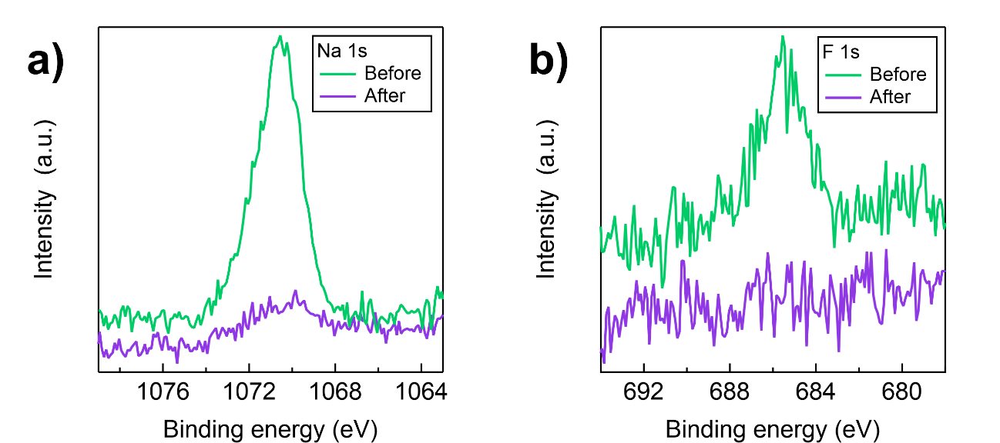 a)
Na 1s
Before
After
Intensity (a.u.)
1076 1072 1068 1064
Binding energy (eV)
b)
F 1s
Before
After
Intensity (a.u.)
692 688 684 680
Binding energy (eV)